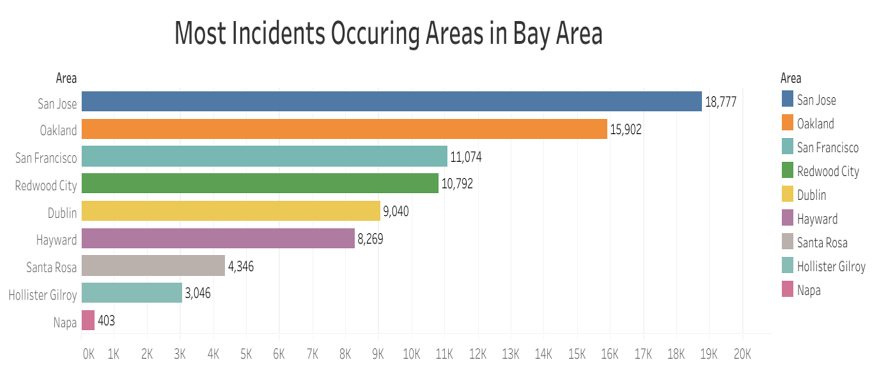 Most Incidents Occuring Areas in Bay Area
Area
San Jose 18,777
Oakland 15,902
San Francisco 11,074
Redwood City 10,792
Dublin 9,040
Hayward 8,269
Santa Rosa 4,346
Hollister Gilroy 3,046
Napa 403
0K 1K 2K 3K 4K 5K 6K 7K 8K 9K 10K 11K 12K 13K 14K 15K 16K 17K 18K 19K 20K
Area
San Jose
Oakland
San Francisco
Redwood City
Dublin
Hayward
Santa Rosa
Hollister Gilroy
Napa